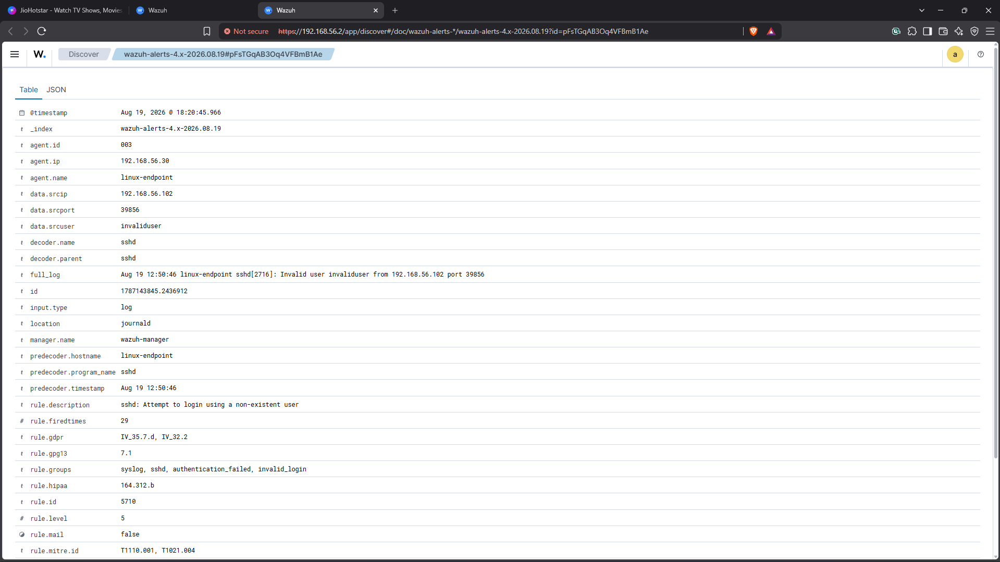 JioHotstar - Watch TV Shows, Movies
Wazuh
Wazuh
Not secure https://192.168.56.2/app/discover#/doc/wazuh-alerts-*/wazuh-alerts-4.x-2026.08.19?id=pFsTGqAB3Oq4VFBmB1Ae
W. Discover wazuh-alerts-4.x-2026.08.19#pFsTGqAB3Oq4VFBmB1Ae a
Table JSON
@timestamp Aug 19, 2026 @ 18:20:45.966
t _index wazuh-alerts-4.x-2026.08.19
t agent.id 003
t agent.ip 192.168.56.30
t agent.name linux-endpoint
t data.srcip 192.168.56.102
t data.srcport 39856
t data.srcuser invaliduser
t decoder.name sshd
t decoder.parent sshd
t full_log Aug 19 12:50:46 linux-endpoint sshd[2716]: Invalid user invaliduser from 192.168.56.102 port 39856
t id 1787143845.2436912
t input.type log
t location journald
t manager.name wazuh-manager
t predecoder.hostname linux-endpoint
t predecoder.program_name sshd
t predecoder.timestamp Aug 19 12:50:46
t rule.description sshd: Attempt to login using a non-existent user
# rule.firedtimes 29
t rule.gdpr IV_35.7.d, IV_32.2
t rule.gpg13 7.1
t rule.groups syslog, sshd, authentication_failed, invalid_login
t rule.hipaa 164.312.b
t rule.id 5710
# rule.level 5
rule.mail false
t rule.mitre.id T1110.001, T1021.004